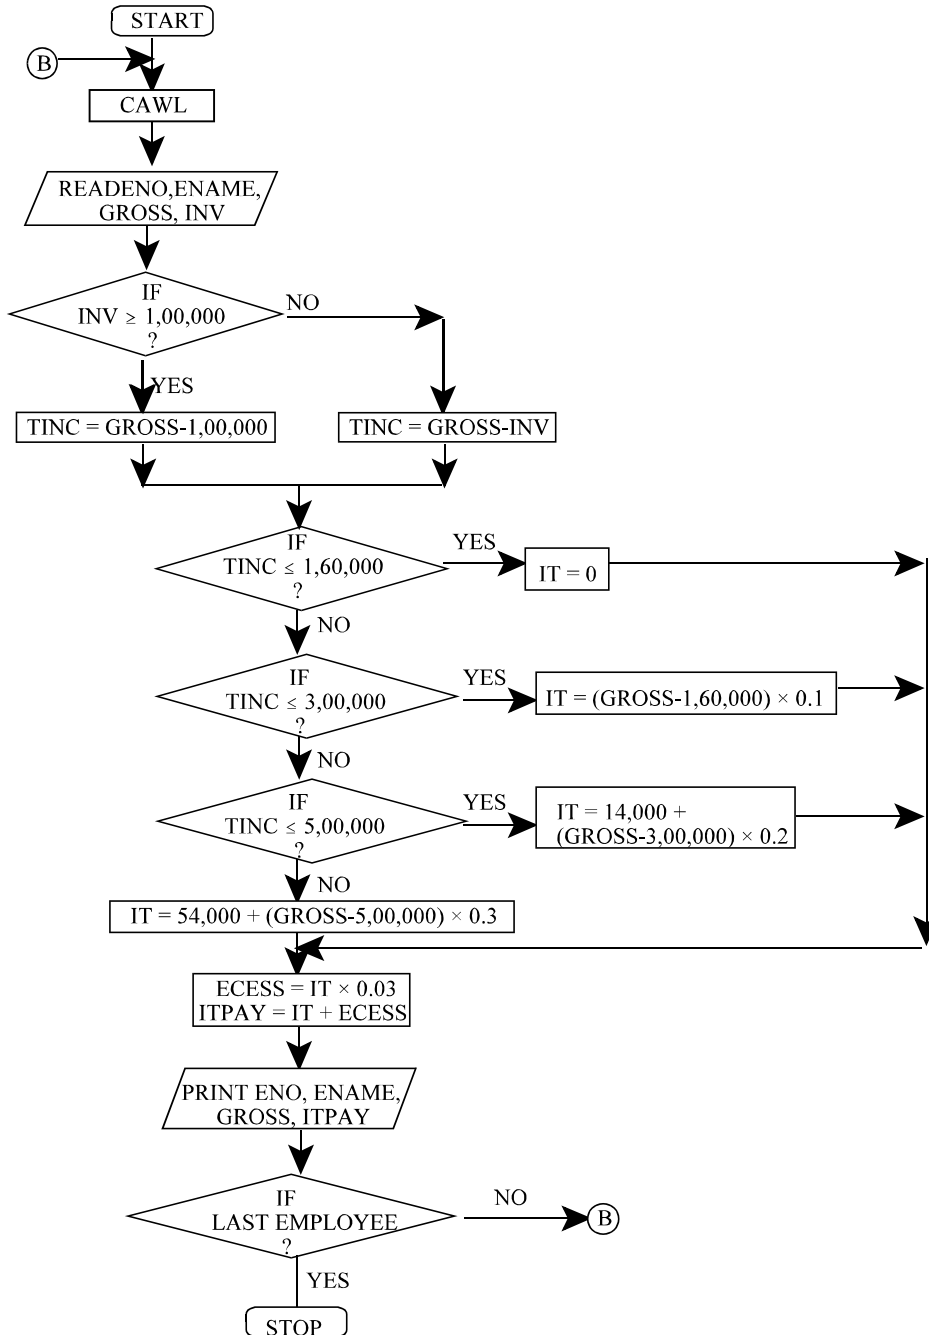 START
B
CAWL
READENO,ENAME,
GROSS, INV
IF
INV ≥ 1,00,000
?
NO
YES
TINC = GROSS-1,00,000
TINC = GROSS-INV
IF
TINC ≤ 1,60,000
?
YES
IT = 0
NO
IF
TINC ≤ 3,00,000
?
YES
IT = (GROSS-1,60,000) × 0.1
NO
IF
TINC ≤ 5,00,000
?
YES
IT = 14,000 +
(GROSS-3,00,000) × 0.2
NO
IT = 54,000 + (GROSS-5,00,000) × 0.3
ECESS = IT × 0.03
ITPAY = IT + ECESS
PRINT ENO, ENAME,
GROSS, ITPAY
IF
LAST EMPLOYEE
?
NO
B
YES
STOP